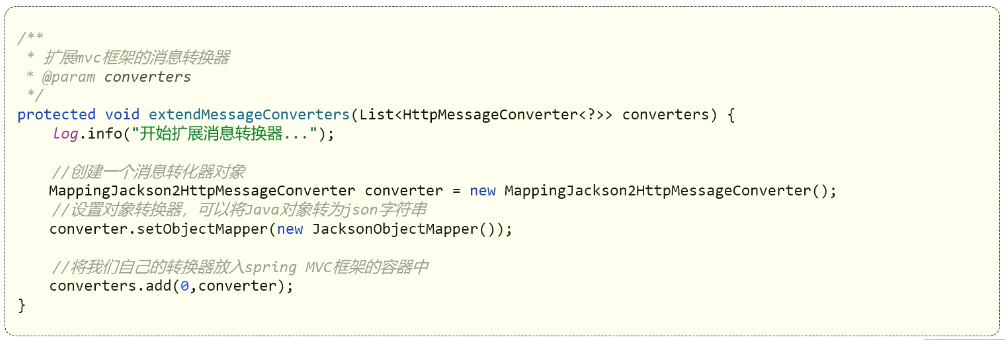 /**
 * 扩展mvc框架的消息转换器
 * @param converters
 */
protected void extendMessageConverters(List<HttpMessageConverter<?>> converters) {
    log.info("开始扩展消息转换器...");
    //创建一个消息转化器对象
    MappingJackson2HttpMessageConverter converter = new MappingJackson2HttpMessageConverter();
    //设置对象转换器，可以将Java对象转为json字符串
    converter.setObjectMapper(new JacksonObjectMapper());
    //将我们自己的转换器放入spring MVC框架的容器中
    converters.add(0,converter);
}